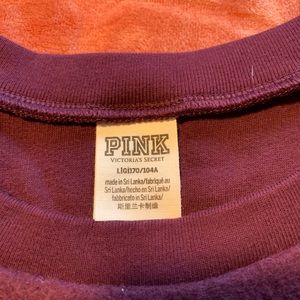 PINK
VICTORIA'S SECRET
L|G|170/104A
made in Sri Lanka/fabriqué au
Sri Lanka/hecho en Sri Lanka/
fabbricato in Sri Lanka/
斯里兰卡制造